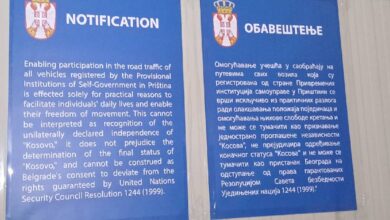 NOTIFICATION
Enabling participation in the road traffic of
all vehicles registered by the Provisional
Institutions of Self-Government in Priština
is effected solely for practical reasons to
facilitate individuals' daily lives and enable
their freedom of movement. This cannot
be interpreted as recognition of the
unilaterally declared independence of
"Kosovo," it does not prejudice the
determination of the final status of
"Kosovo," and cannot be construed as
Belgrade's consent to deviate from the
rights guaranteed by United Nations
Security Council Resolution 1244 (1999).
ОБАВЕШТЕЊЕ
Омогућавање учешћа у саобраћају на
путевима свих возила која су
регистрована од стране Привремених
институција самоуправе у Приштини се
врши искључиво из практичних разлога
ради олакшавања положаја појединаца и
омогућавања њихове слободе кретања и
не може се тумачити као признавање
једнострано проглашене независности
"Косова", не прејудицира одређивање
коначног статуса "Косова" и не може се
тумачити као пристанак Београда на
одступање од права гарантованих
Резолуцијом Савета безбедности
Уједињених нација 1244 (1999).